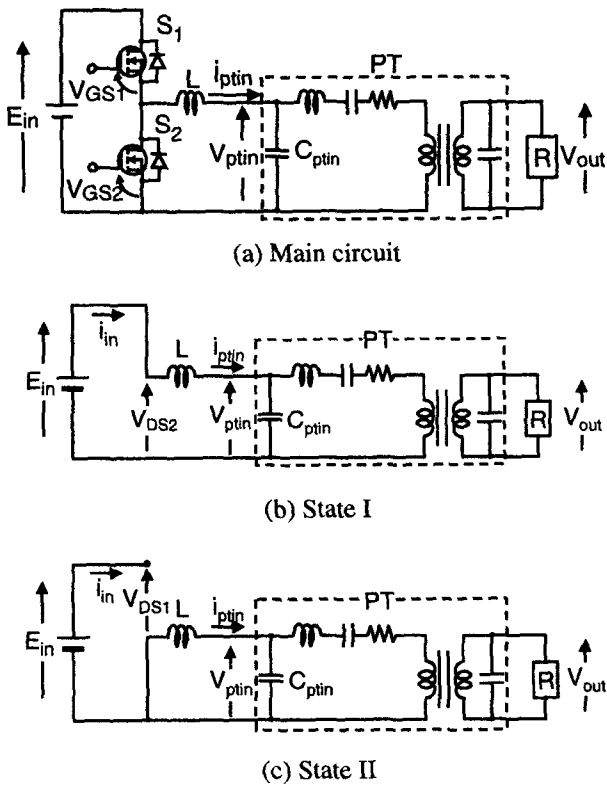 S1
PT
iptin
L
VGS1
Ein
S2
Vptin
Cptin
R
Vout
VGS2
(a) Main circuit
PT
iin
L
iptin
Ein
VDS2
Vptin
Cptin
R
Vout
(b) State I
PT
iin
VDS1
L
iptin
Ein
Vptin
Cptin
R
Vout
(c) State II